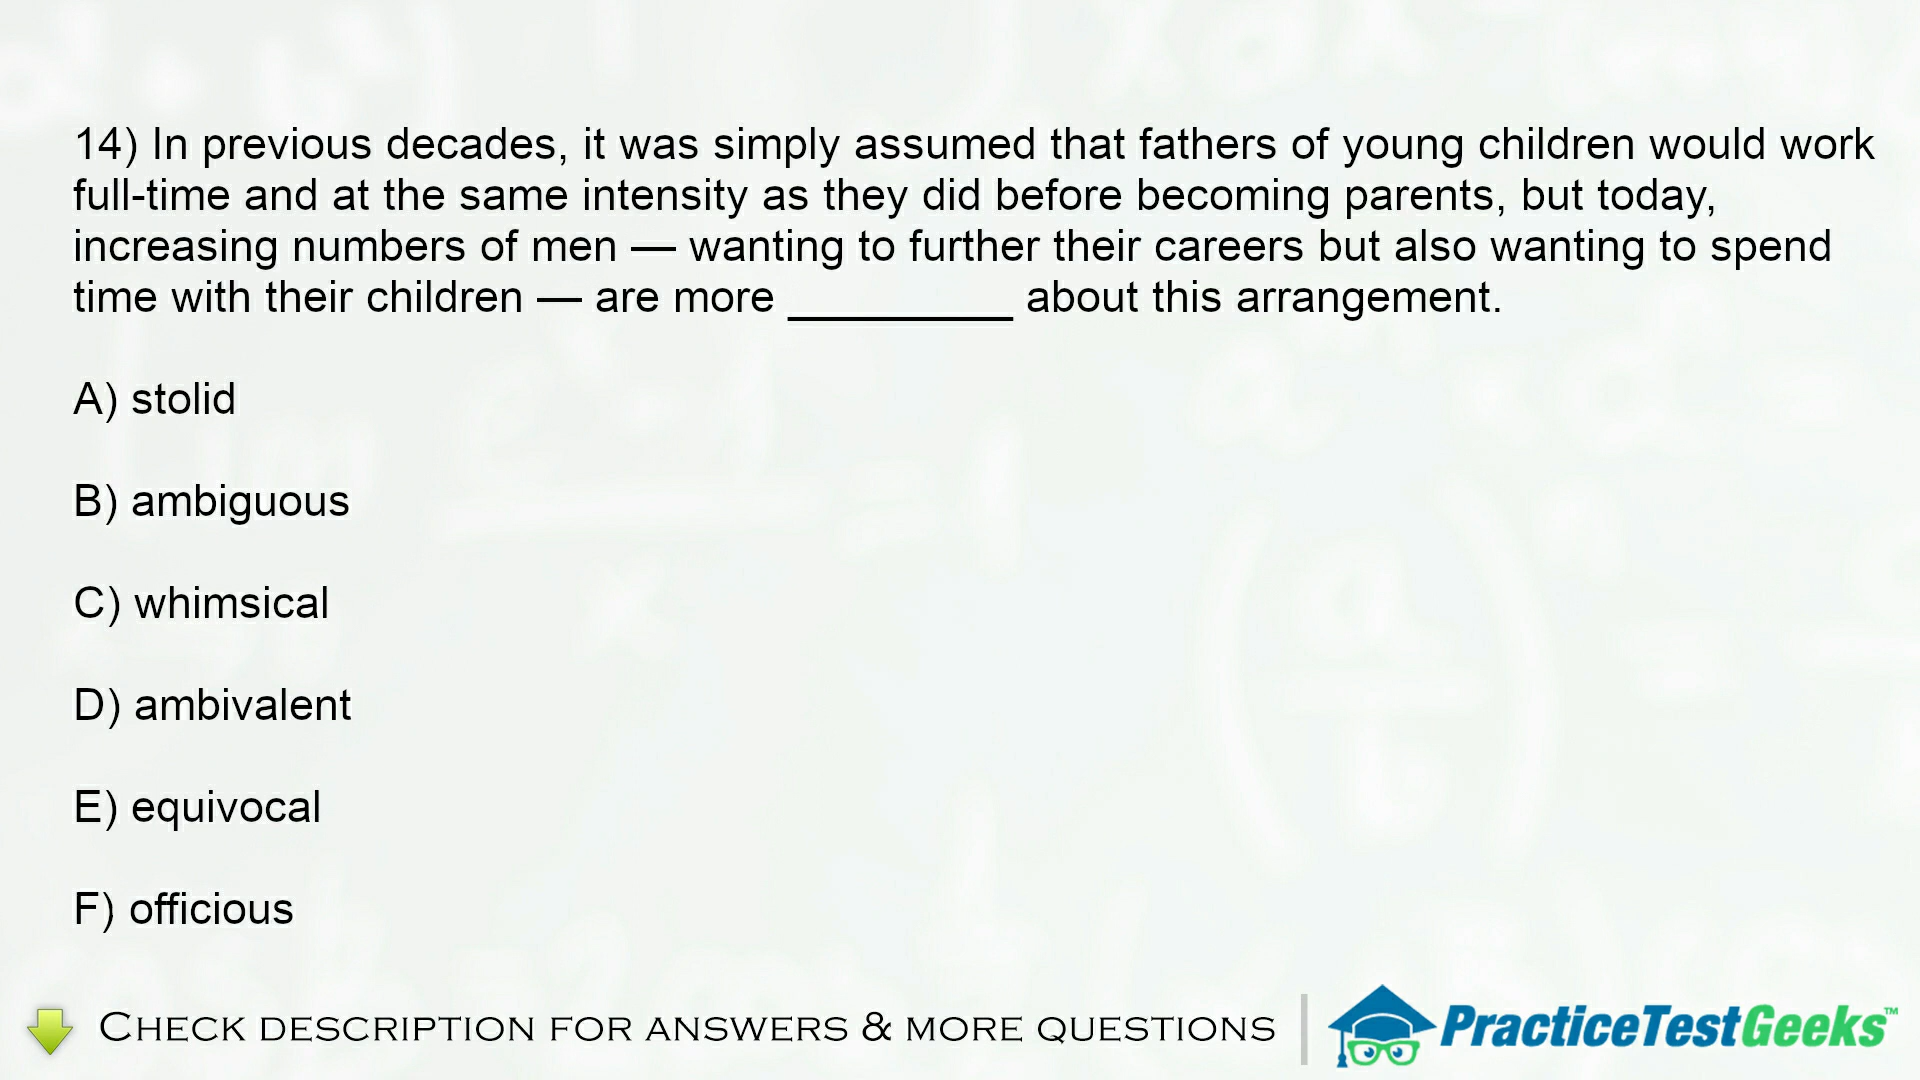 14) In previous decades, it was simply assumed that fathers of young children would work
full-time and at the same intensity as they did before becoming parents, but today,
increasing numbers of men — wanting to further their careers but also wanting to spend
time with their children — are more __________ about this arrangement.
A) stolid
B) ambiguous
C) whimsical
D) ambivalent
E) equivocal
F) officious
CHECK DESCRIPTION FOR ANSWERS & MORE QUESTIONS
PracticeTestGeeks™